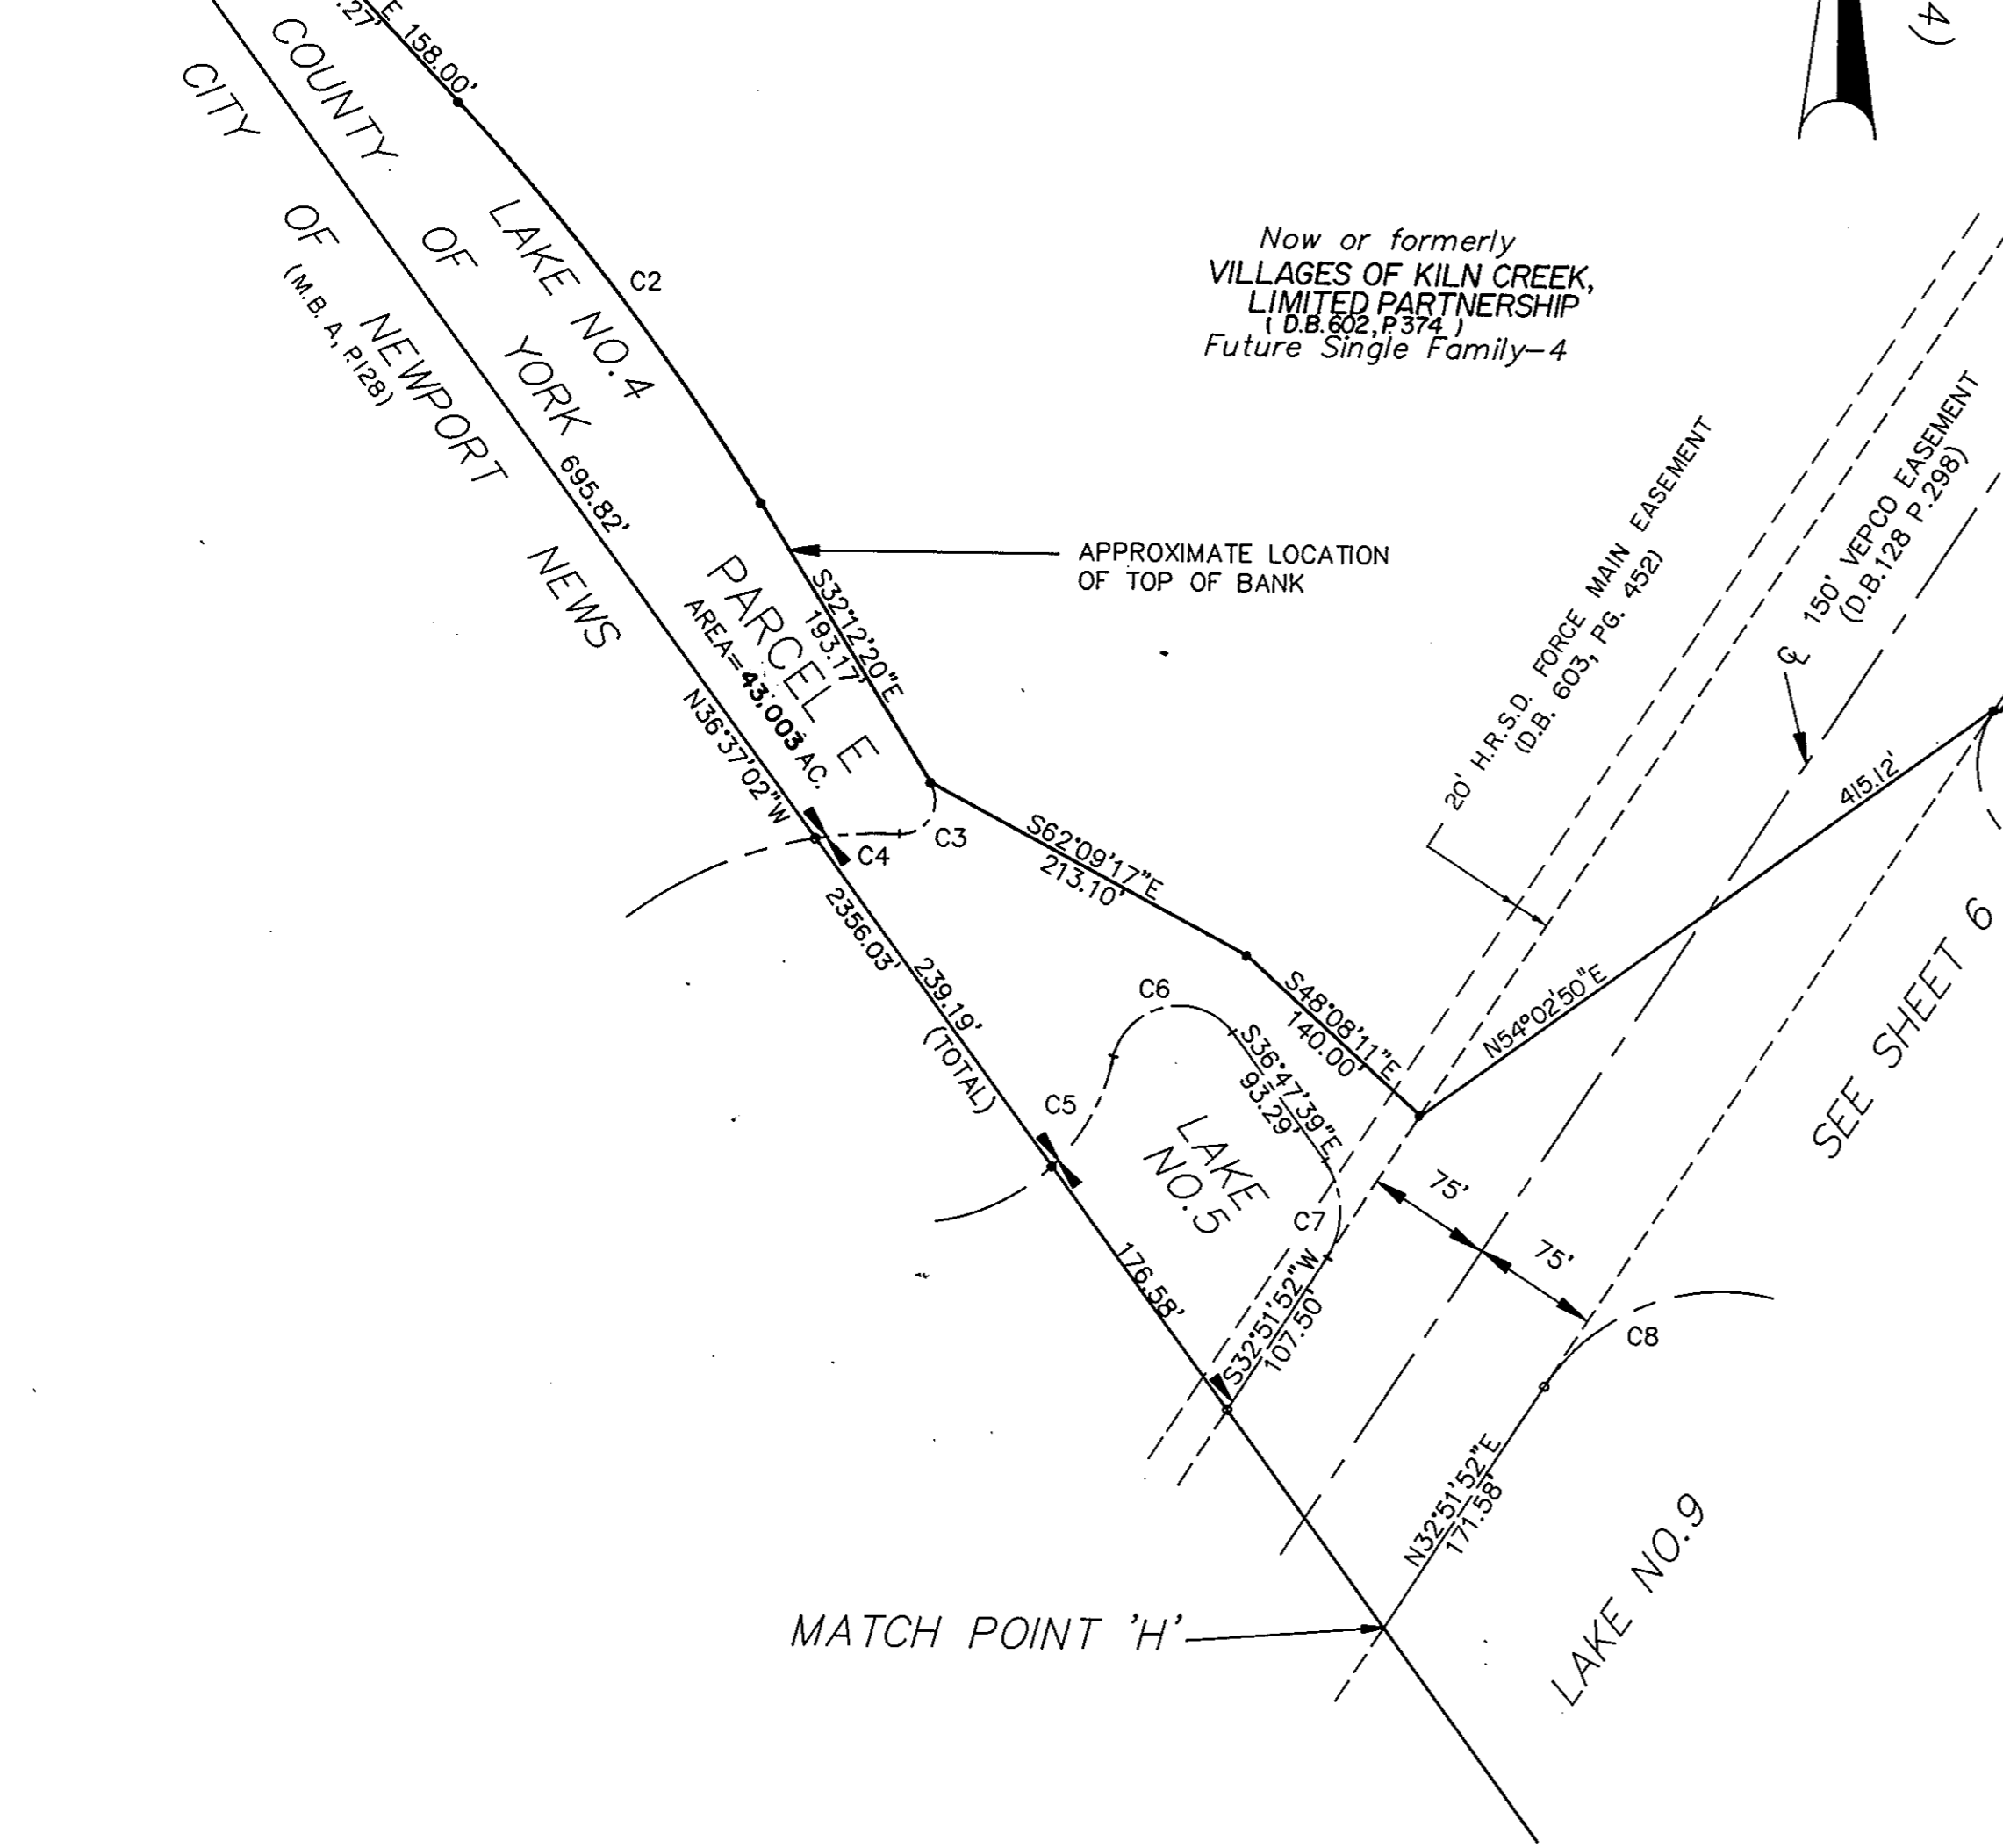 .27'
E
158.00'
A)
CITY OF NEWPORT NEWS
(M.B. A, P.128)
COUNTY OF YORK
LAKE NO.4
C2
Now or formerly
VILLAGES OF KILN CREEK,
LIMITED PARTNERSHIP
( D.B.602, P.374 )
Future Single Family-4
695.82'
APPROXIMATE LOCATION
OF TOP OF BANK
PARCEL E
AREA=43.003 AC.
S32°12'20"E
193.17'
N36°37'02"W
C4
C3
2356.03'
239.19'
(TOTAL)
S62°09'17"E
213.10'
S48°08'11"E
140.00'
20' H.R.S.D. FORCE MAIN EASEMENT
(D.B. 603, PG. 452)
℄
150' VEPCO EASEMENT
(D.B.128 P.298)
415.12'
N54°02'50"E
SEE SHEET 6
C6
C5
S36°47'39"E
93.29'
LAKE
NO.5
C7
75'
75'
176.58'
S32°51'52"W
107.50'
C8
N32°51'52"E
171.58'
LAKE NO.9
MATCH POINT 'H'